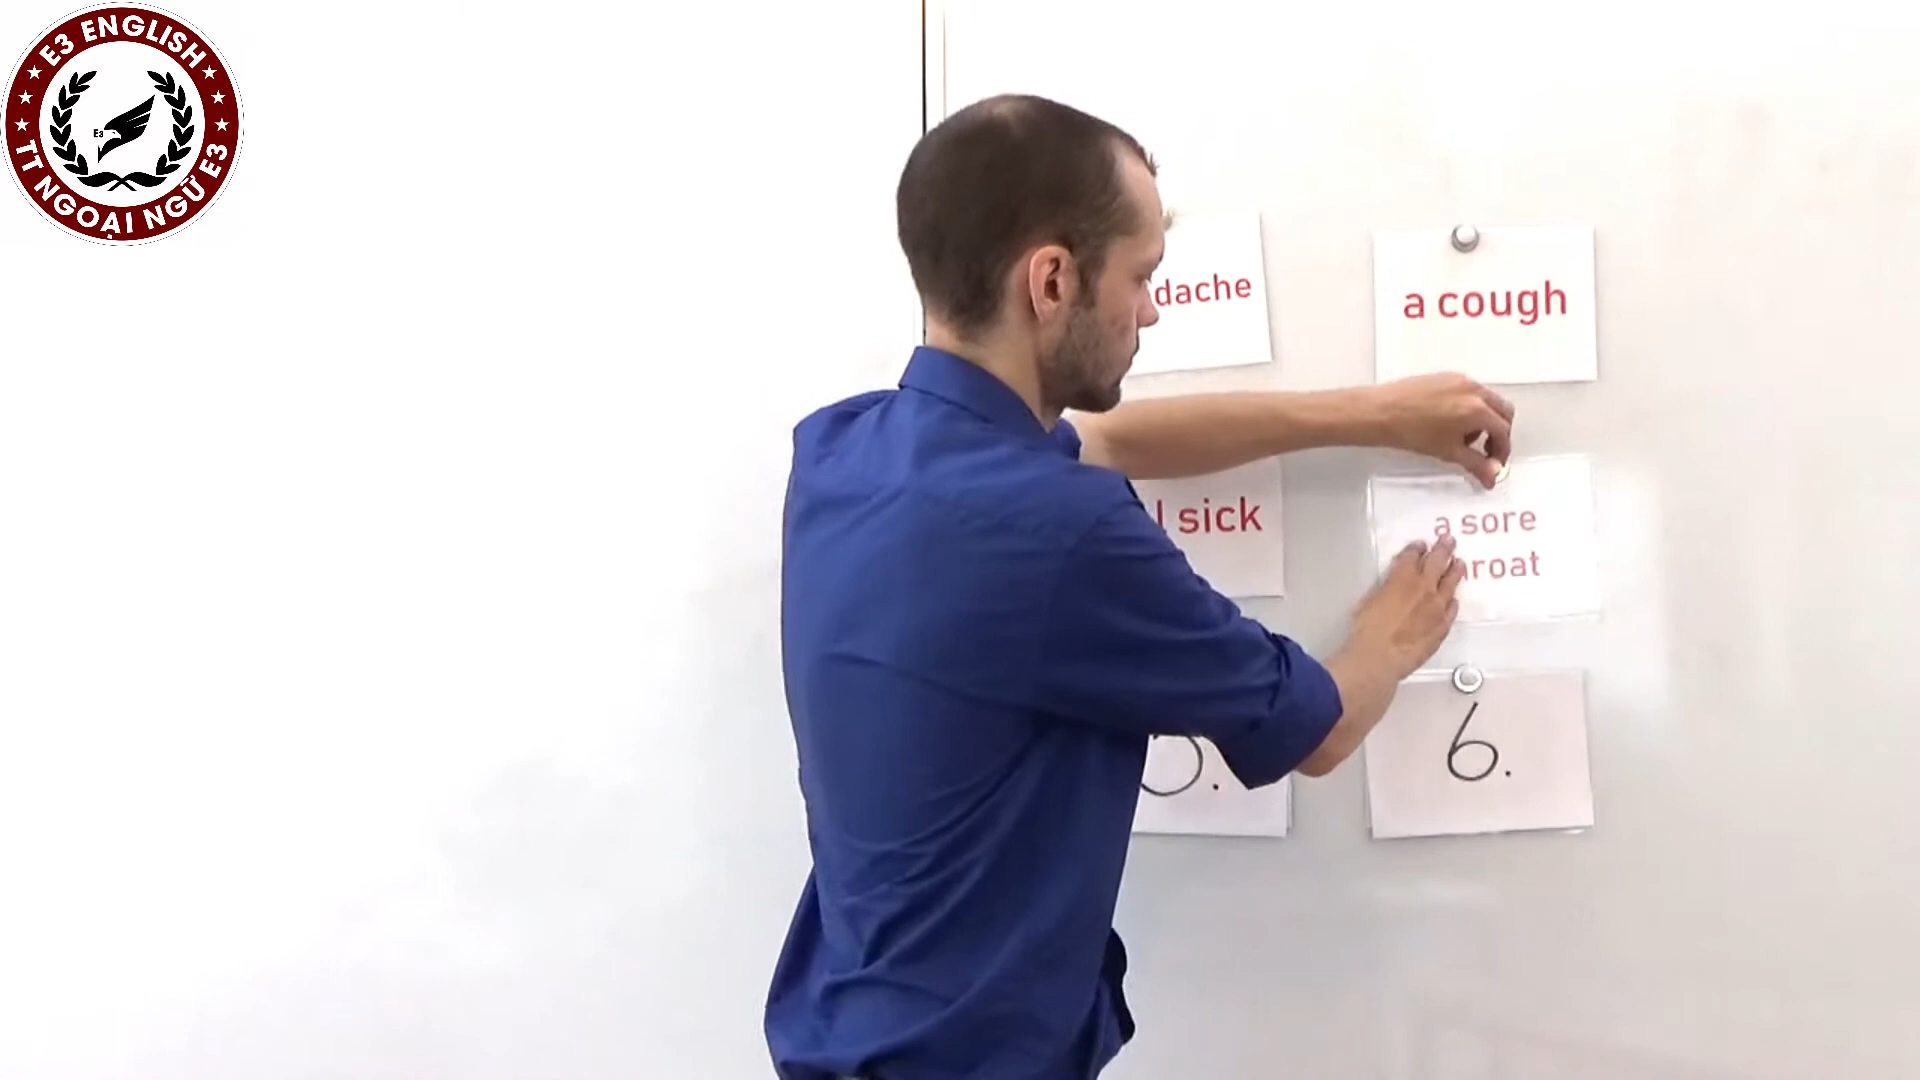 E3 ENGLISH
TT NGOẠI NGỮ E3
E3
dache
a cough
sick
a sore
roat
6.